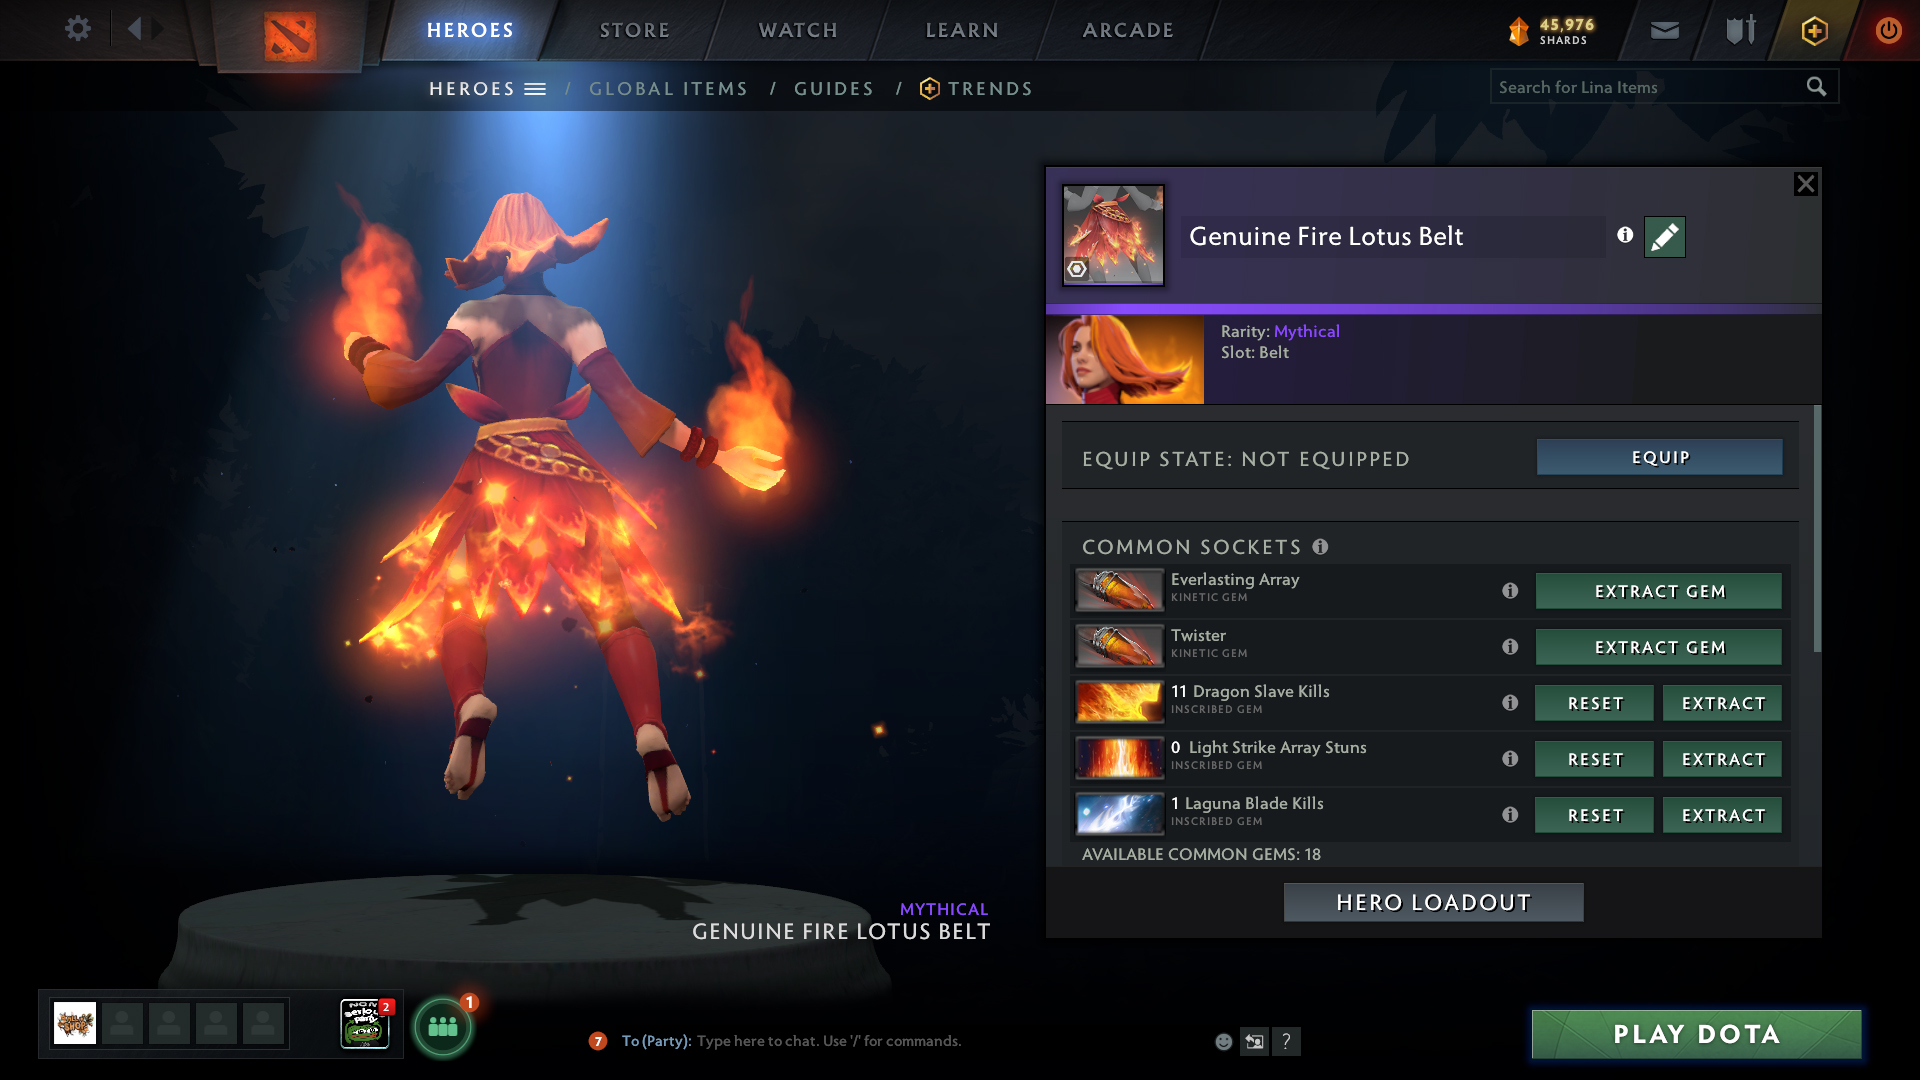 HEROES
STORE
WATCH
LEARN
ARCADE
45,976
SHARDS
HEROES / GLOBAL ITEMS / GUIDES / TRENDS
Search for Lina Items
Genuine Fire Lotus Belt
Rarity: Mythical
Slot: Belt
EQUIP STATE: NOT EQUIPPED
EQUIP
COMMON SOCKETS
Everlasting Array
KINETIC GEM
EXTRACT GEM
Twister
KINETIC GEM
EXTRACT GEM
11 Dragon Slave Kills
INSCRIBED GEM
RESET
EXTRACT
0 Light Strike Array Stuns
INSCRIBED GEM
RESET
EXTRACT
1 Laguna Blade Kills
INSCRIBED GEM
RESET
EXTRACT
AVAILABLE COMMON GEMS: 18
HERO LOADOUT
MYTHICAL
GENUINE FIRE LOTUS BELT
2
1
7
To (Party): Type here to chat. Use '/' for commands.
?
PLAY DOTA